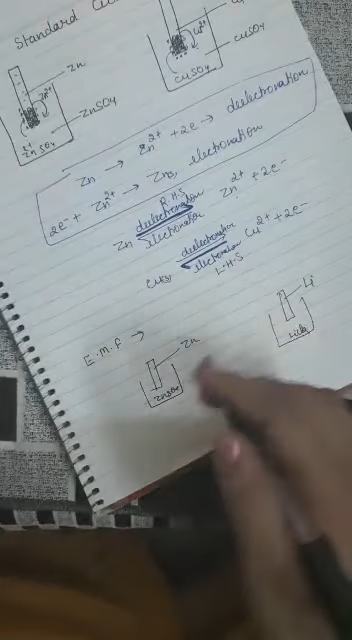 Standard
Zn
Zn2+
ZnSO4
ZnSO4
Cu2+
CuSO4
CuSO4
Zn → Zn2+ + 2e- → deelectronation
2e- + Zn2+ → Zn(s), electronation
R.H.S
Zn deelectronation Zn2+ + 2e-
electronation
deelectronation
Cu(s) electronation Cu2+ + 2e-
L.H.S
E.m.f →
Zn
ZnSO4
Li